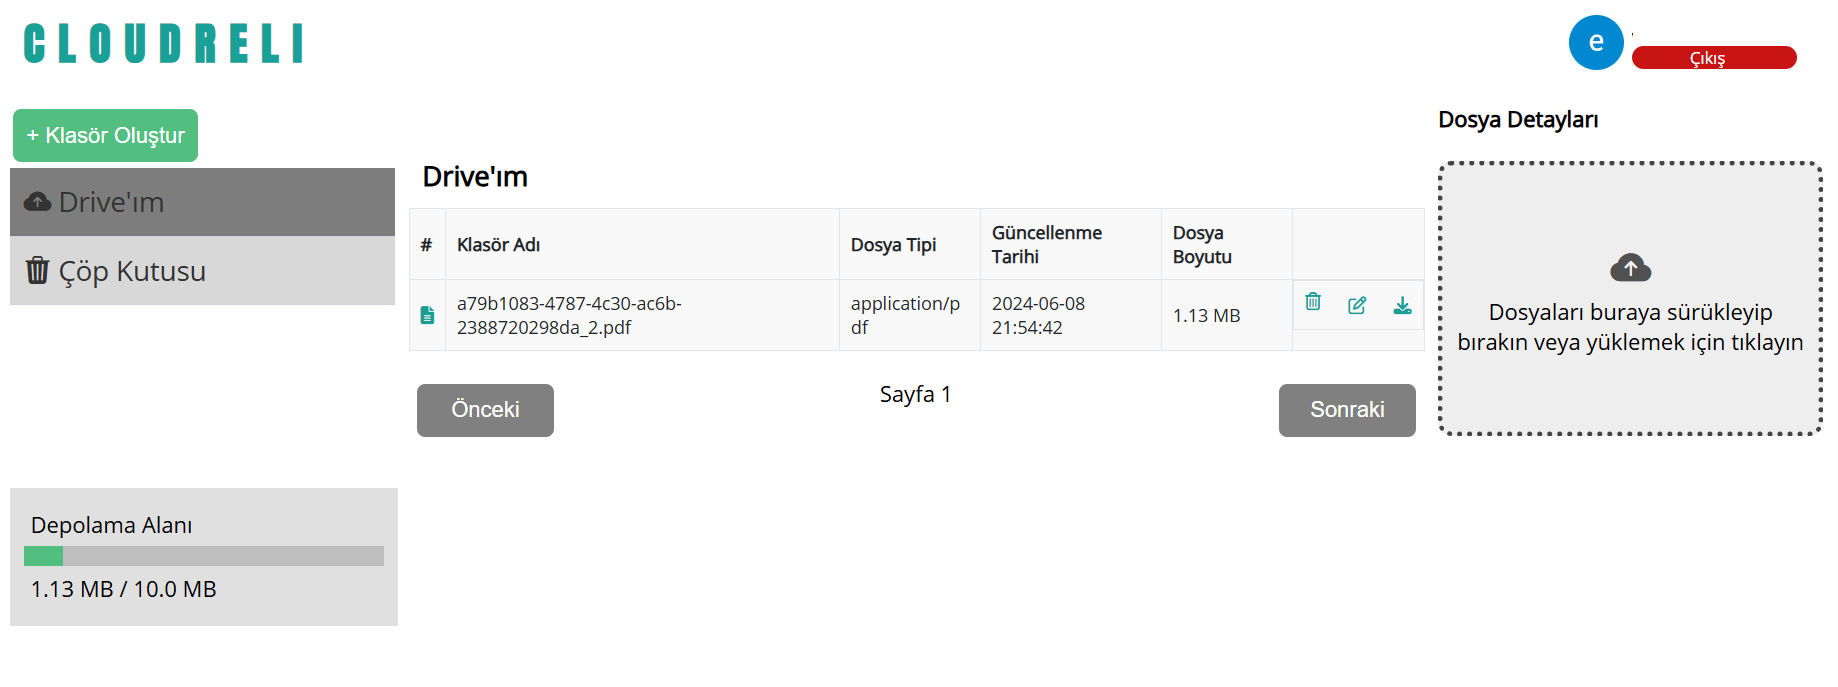 CLOUDRELI
e
Çıkış
+ Klasör Oluştur
Drive'ım
Çöp Kutusu
Depolama Alanı
1.13 MB / 10.0 MB
Drive'ım
# Klasör Adı Dosya Tipi Güncellenme Tarihi Dosya Boyutu
a79b1083-4787-4c30-ac6b-
2388720298da_2.pdf
application/p
df
2024-06-08
21:54:42
1.13 MB
Önceki
Sayfa 1
Sonraki
Dosya Detayları
Dosyaları buraya sürükleyip
bırakın veya yüklemek için tıklayın